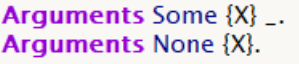 Arguments Some {X} _.
Arguments None {X}.